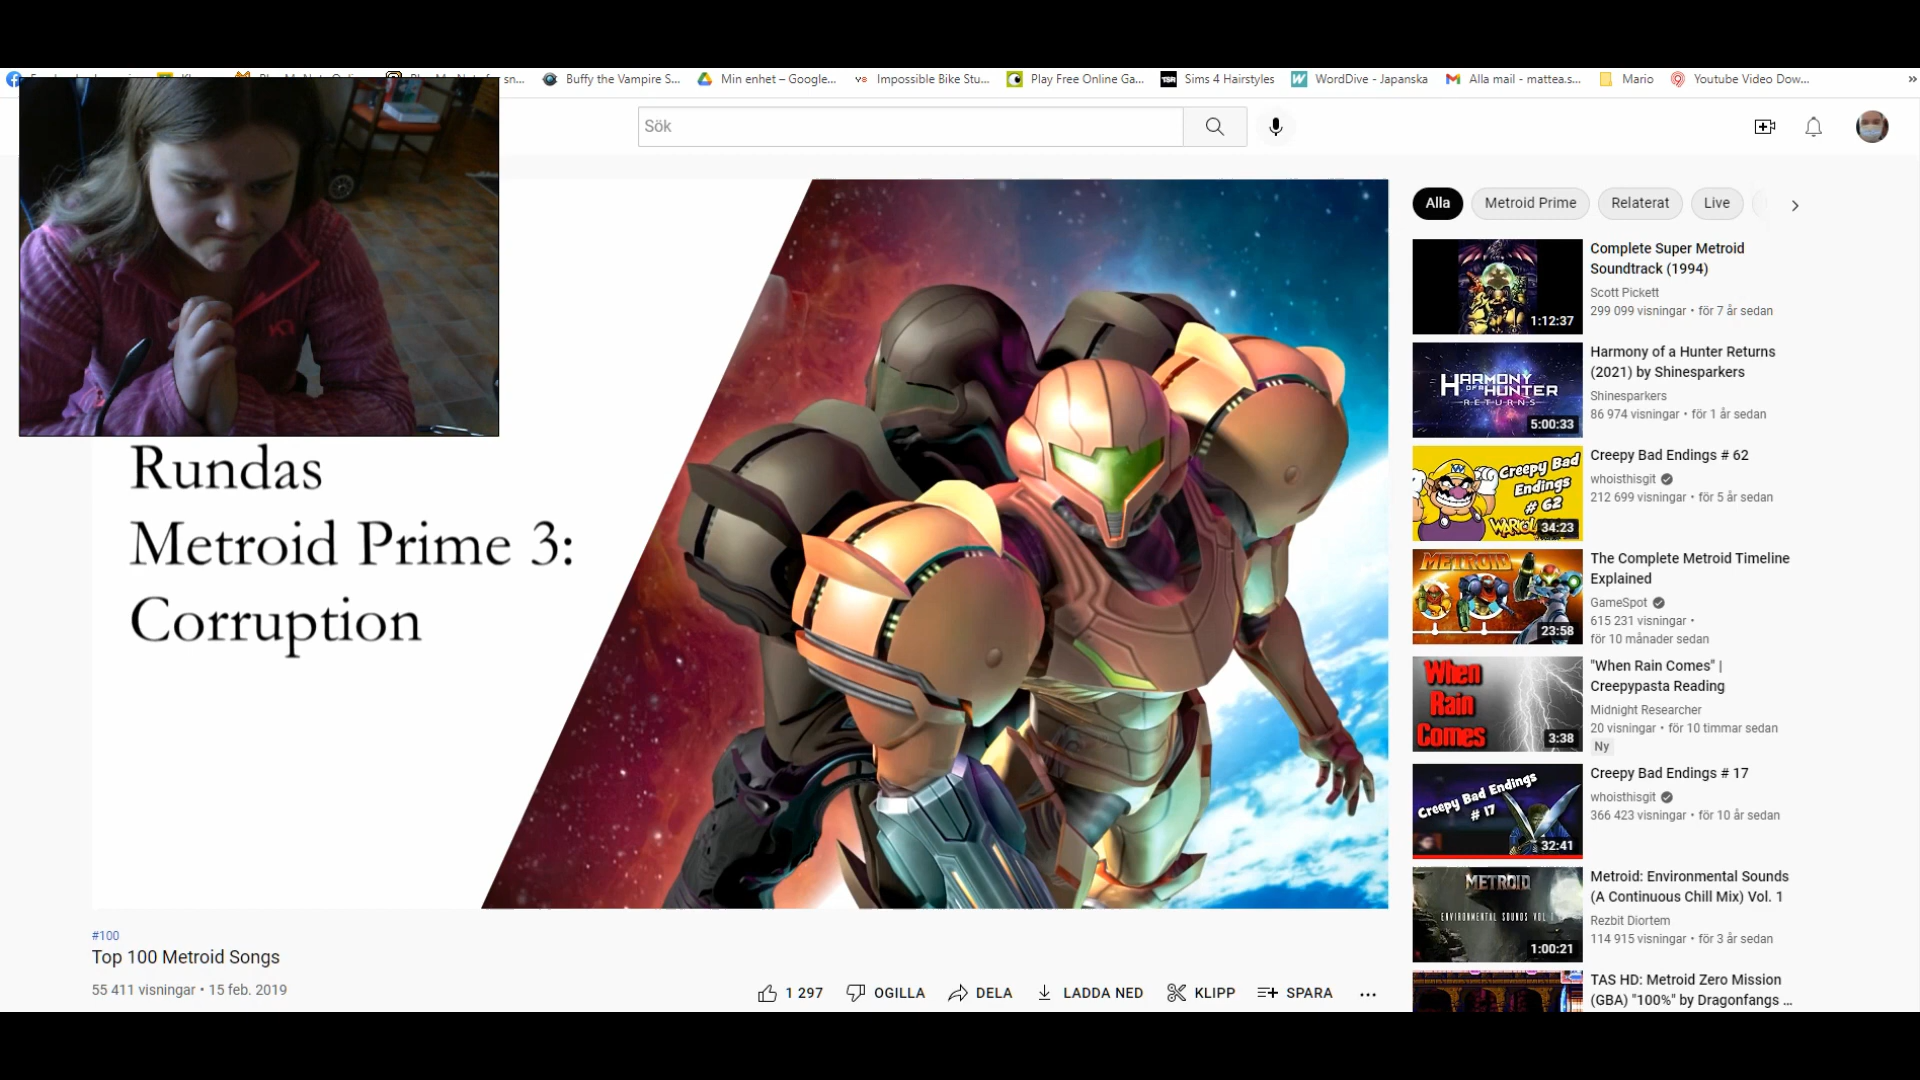 Buffy the Vampire S...
Min enhet – Google...
Impossible Bike Stu...
Play Free Online Ga...
Sims 4 Hairstyles
WordDive - Japanska
Alla mail - mattea.s...
Mario
Youtube Video Dow...
»
Sök
Rundas
Metroid Prime 3:
Corruption
#100
Top 100 Metroid Songs
55 411 visningar • 15 feb. 2019
1 297
OGILLA
DELA
LADDA NED
KLIPP
SPARA
...
Alla
Metroid Prime
Relaterat
Live
1:12:37
Complete Super Metroid
Soundtrack (1994)
Scott Pickett
299 099 visningar • för 7 år sedan
HARMONY
OF A HUNTER
RETURNS
5:00:33
Harmony of a Hunter Returns
(2021) by Shinesparkers
Shinesparkers
86 974 visningar • för 1 år sedan
Creepy Bad
Endings
# 62
34:23
Creepy Bad Endings # 62
whoisthisgit
212 699 visningar • för 5 år sedan
METROID
23:58
The Complete Metroid Timeline
Explained
GameSpot
615 231 visningar •
för 10 månader sedan
When
Rain
Comes
3:38
"When Rain Comes" |
Creepypasta Reading
Midnight Researcher
20 visningar • för 10 timmar sedan
Ny
Creepy Bad Endings
# 17
32:41
Creepy Bad Endings # 17
whoisthisgit
366 423 visningar • för 10 år sedan
METROID
ENVIRONMENTAL SOUNDS VOL 1
1:00:21
Metroid: Environmental Sounds
(A Continuous Chill Mix) Vol. 1
Rezbit Diortem
114 915 visningar • för 3 år sedan
TAS HD: Metroid Zero Mission
(GBA) "100%" by Dragonfangs ...